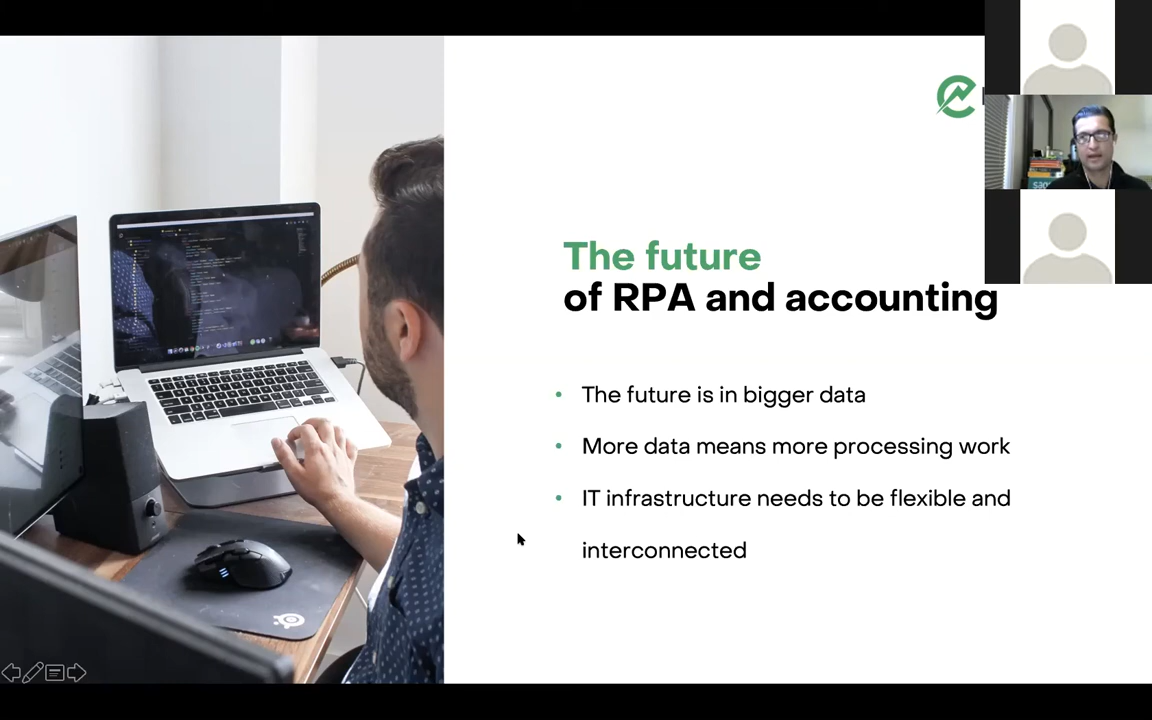 The future
of RPA and accounting
• The future is in bigger data
• More data means more processing work
• IT infrastructure needs to be flexible and
interconnected